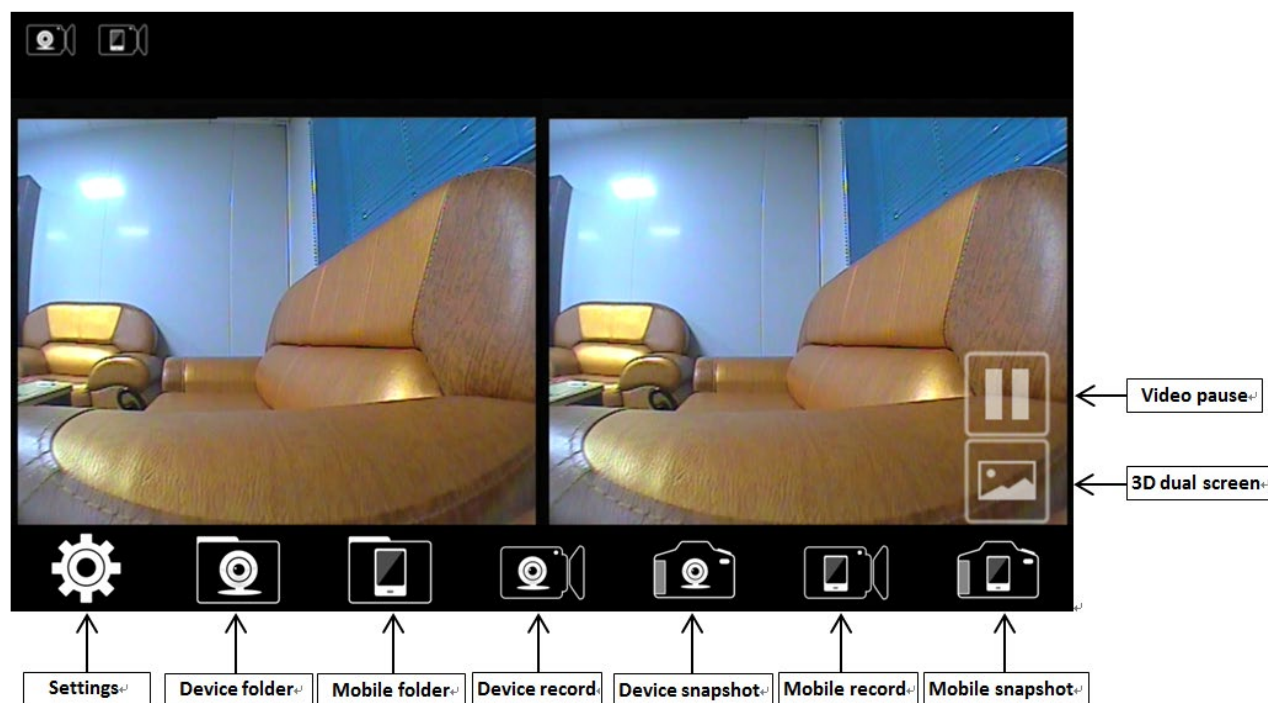 Video pause
3D dual screen
Settings
Device folder
Mobile folder
Device record
Device snapshot
Mobile record
Mobile snapshot